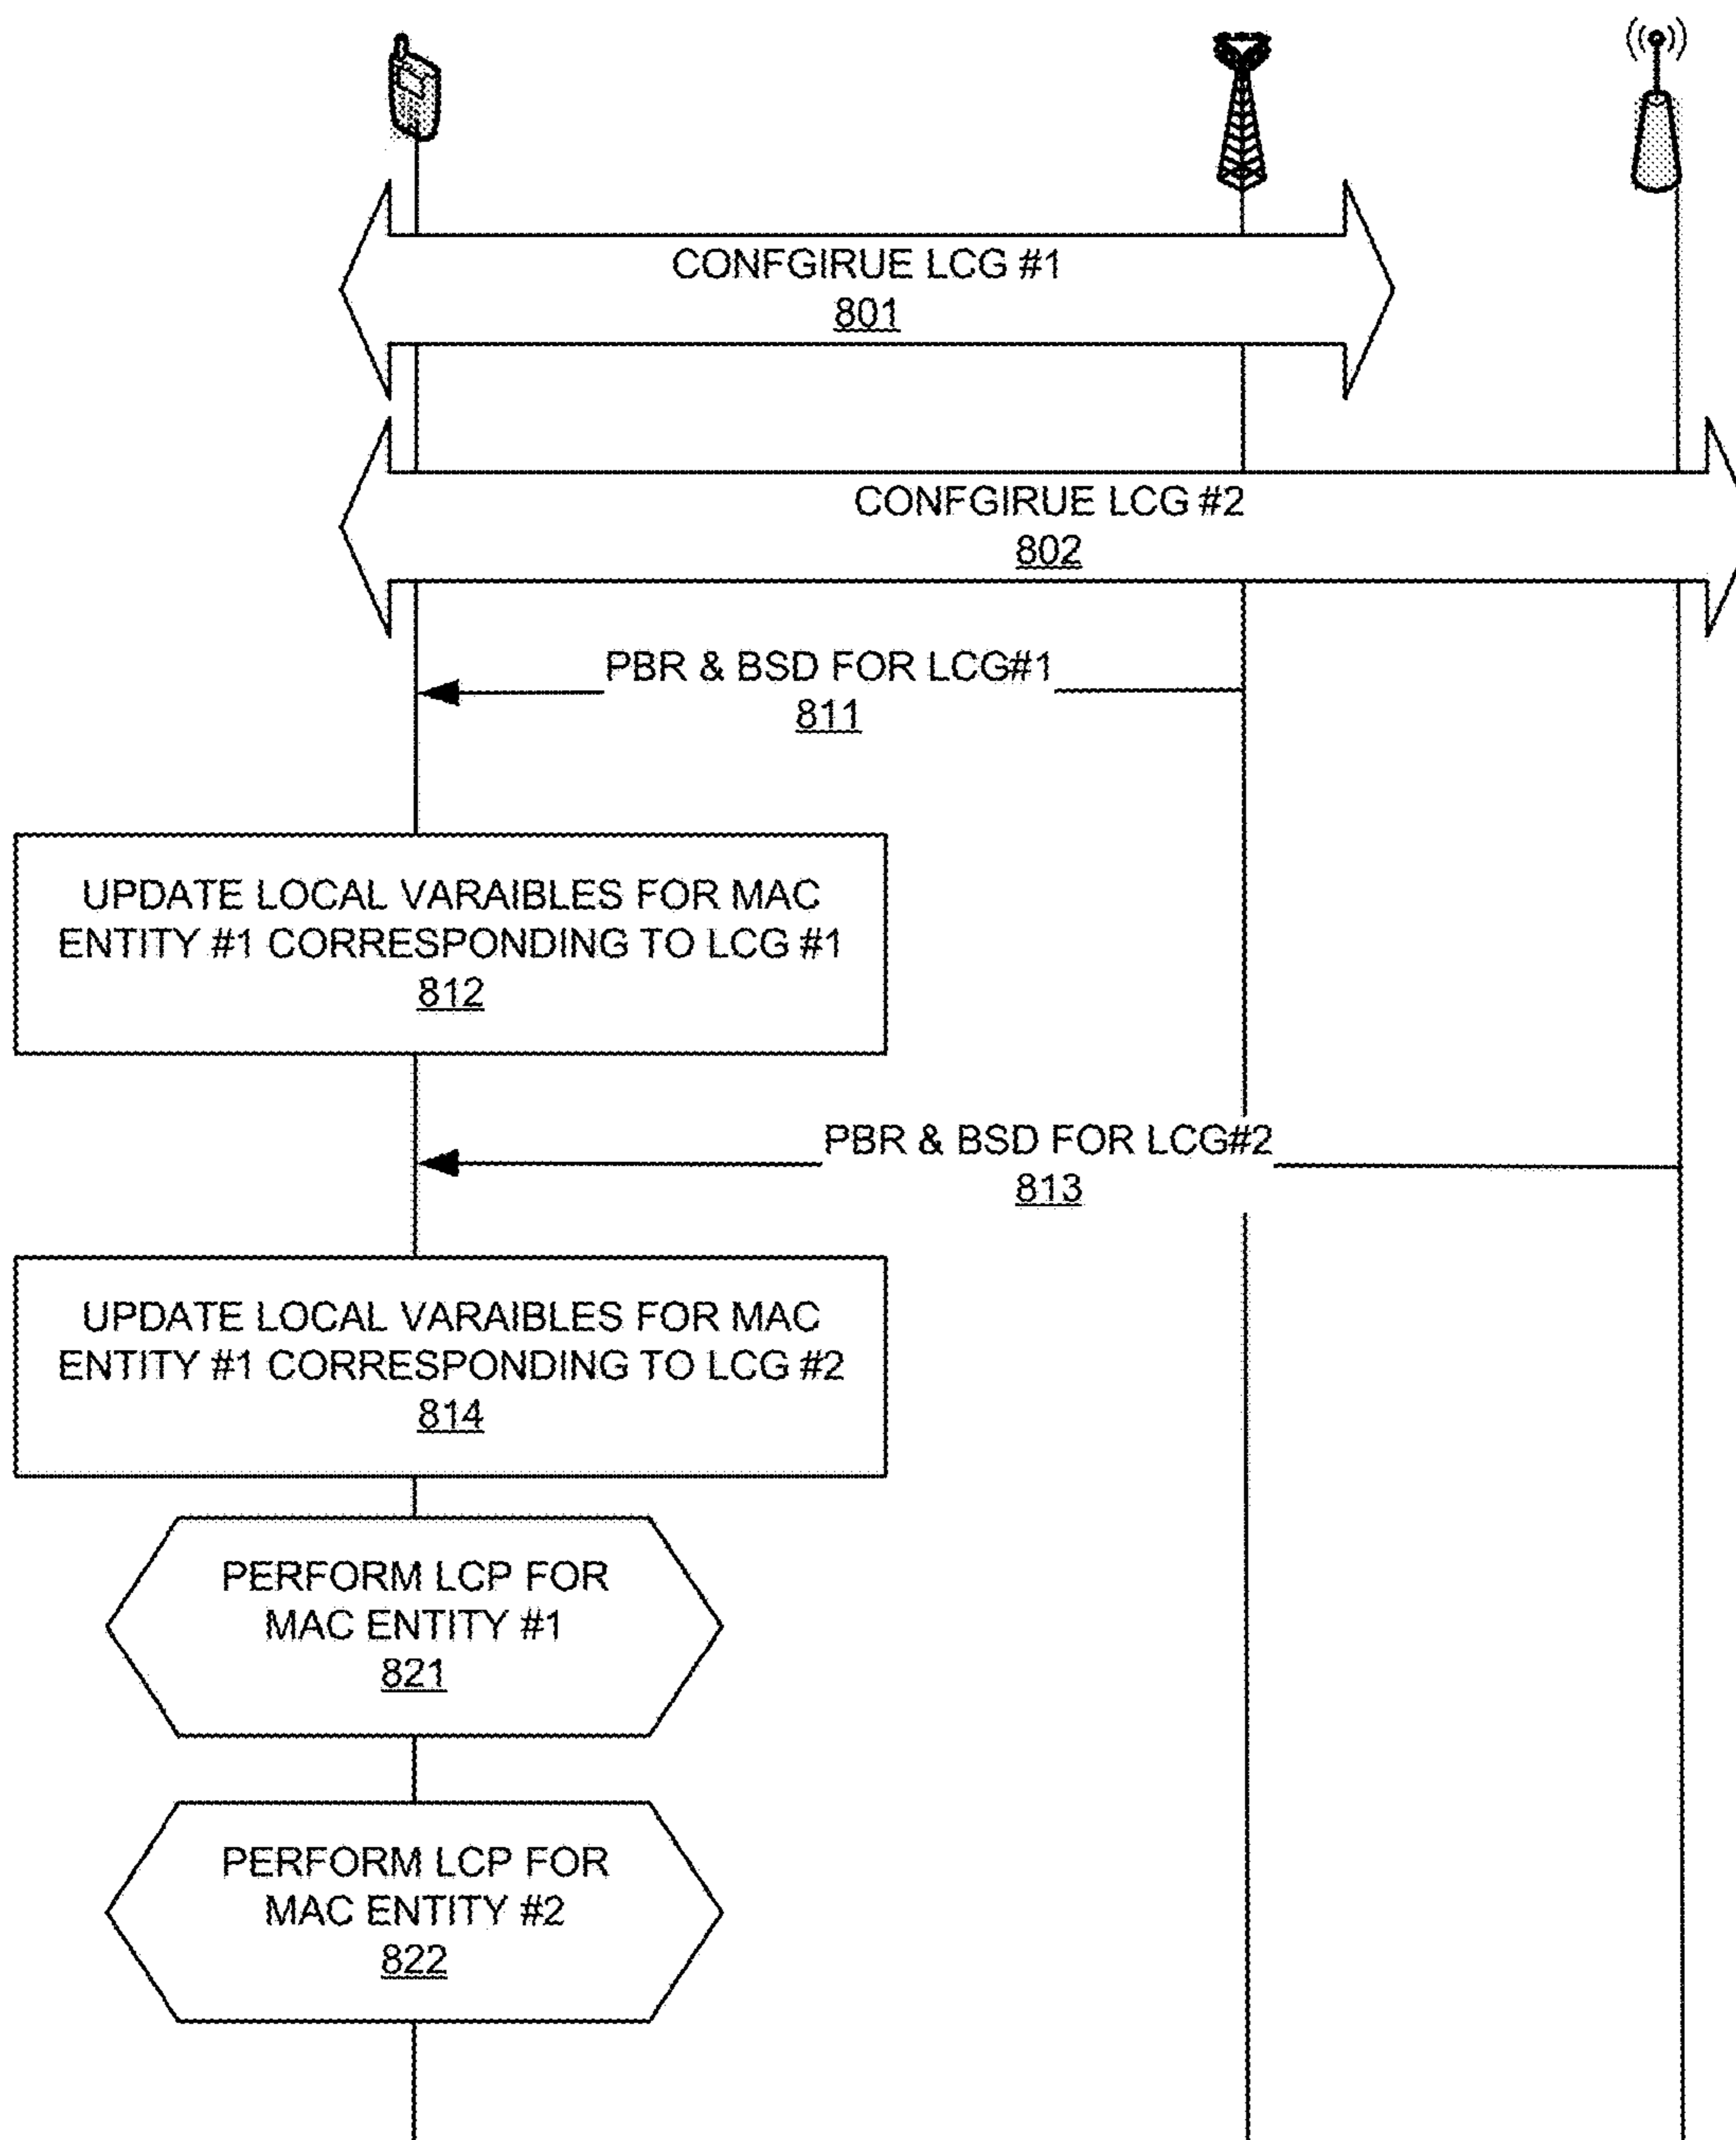 CONFGIRUE LCG #1
801
CONFGIRUE LCG #2
802
PBR & BSD FOR LCG#1
811
UPDATE LOCAL VARAIBLES FOR MAC
ENTITY #1 CORRESPONDING TO LCG #1
812
PBR & BSD FOR LCG#2
813
UPDATE LOCAL VARAIBLES FOR MAC
ENTITY #1 CORRESPONDING TO LCG #2
814
PERFORM LCP FOR
MAC ENTITY #1
821
PERFORM LCP FOR
MAC ENTITY #2
822